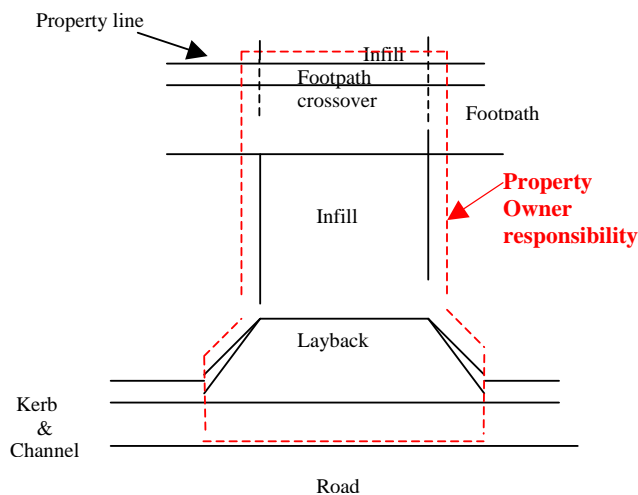 Property line
Infill
Footpath
crossover
Footpath
Property
Owner
responsibility
Infill
Layback
Kerb
&
Channel
Road